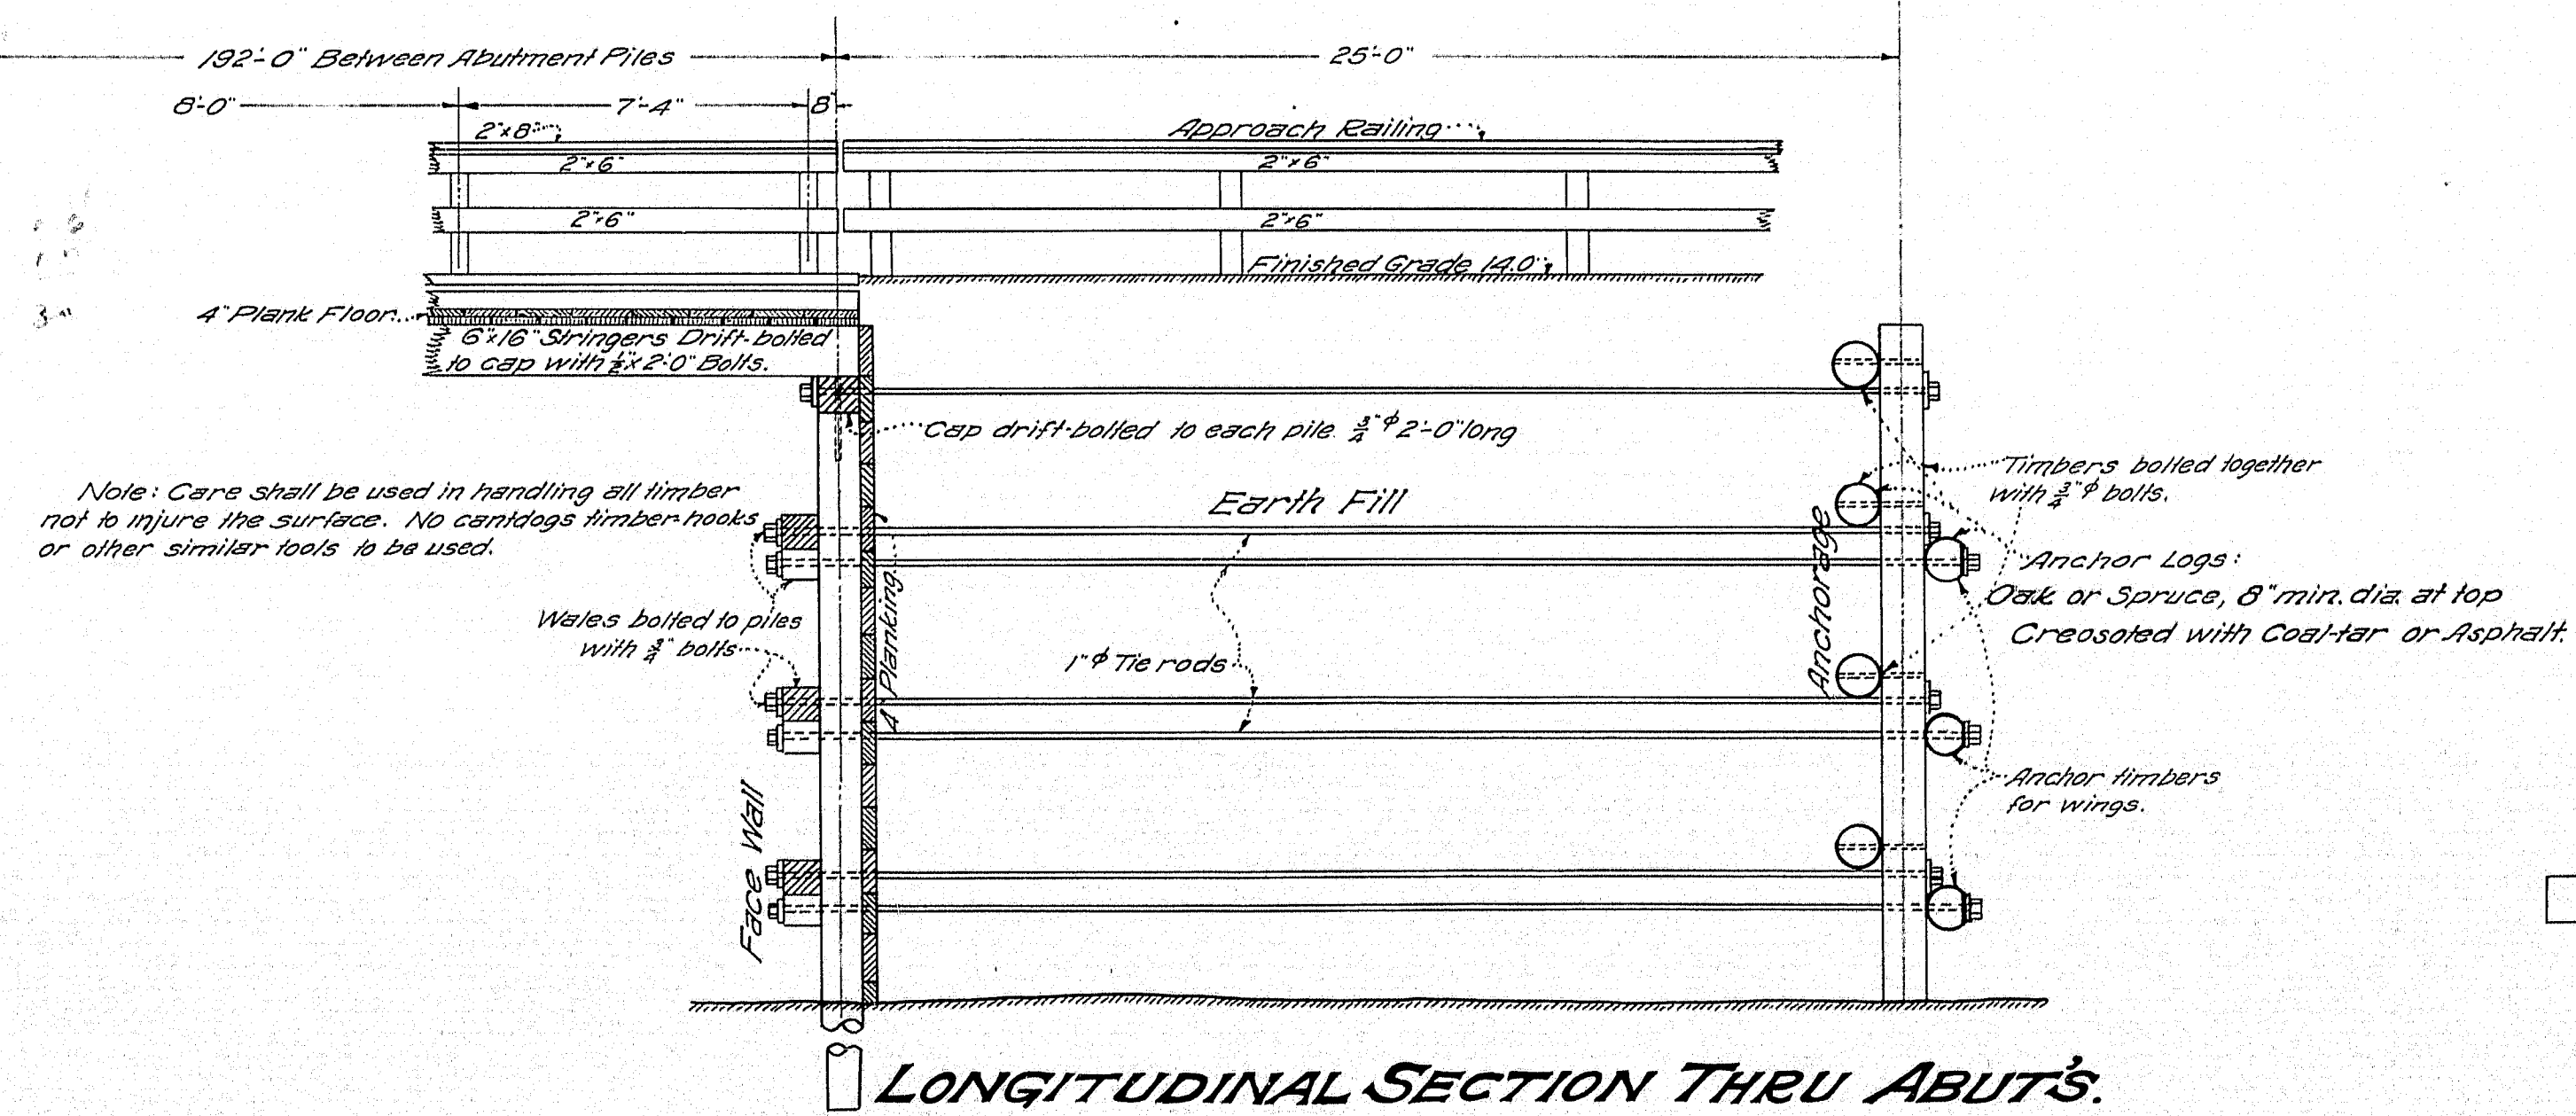 192'-0" Between Abutment Piles
25'-0"
8'-0"
7'-4"
8"
2"x8"
Approach Railing
2"x6"
2"x6"
2"x6"
2"x6"
Finished Grade 14.0'
4" Plank Floor
6"x16" Stringers Drift-bolted
to cap with ½"x 2'-0" Bolts.
Cap drift-bolted to each pile ¾"ϕ 2'-0" long
Note: Care shall be used in handling all timber
not to injure the surface. No cantdogs timber-hooks
or other similar tools to be used.
Earth Fill
Timbers bolted together
with ¾"ϕ bolts.
Anchorage
Anchor Logs:
Oak or Spruce, 8" min. dia. at top
Creosoted with Coal-tar or Asphalt.
4" Planking
Wales bolted to piles
with ¾" bolts
1"ϕ Tie rods
Anchor timbers
for wings.
Face Wall
LONGITUDINAL SECTION THRU ABUT'S.